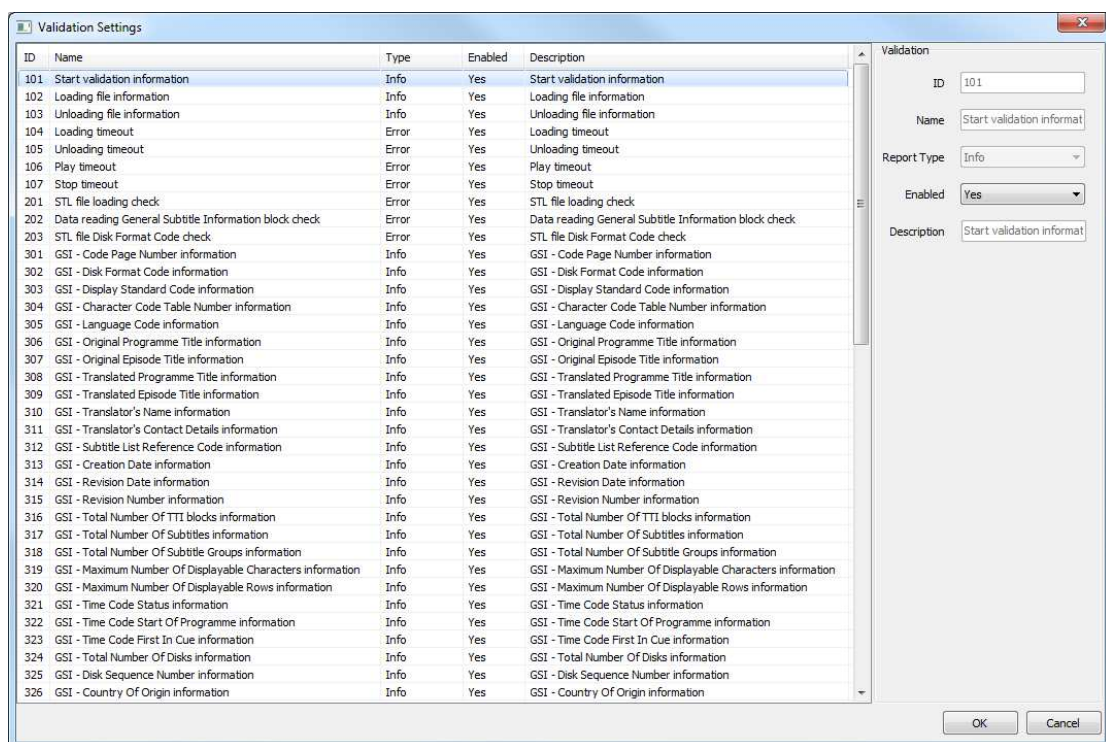 Validation Settings
ID Name Type Enabled Description
101 Start validation information Info Yes Start validation information
102 Loading file information Info Yes Loading file information
103 Unloading file information Info Yes Unloading file information
104 Loading timeout Error Yes Loading timeout
105 Unloading timeout Error Yes Unloading timeout
106 Play timeout Error Yes Play timeout
107 Stop timeout Error Yes Stop timeout
201 STL file loading check Error Yes STL file loading check
202 Data reading General Subtitle Information block check Error Yes Data reading General Subtitle Information block check
203 STL file Disk Format Code check Error Yes STL file Disk Format Code check
301 GSI - Code Page Number information Info Yes GSI - Code Page Number information
302 GSI - Disk Format Code information Info Yes GSI - Disk Format Code information
303 GSI - Display Standard Code information Info Yes GSI - Display Standard Code information
304 GSI - Character Code Table Number information Info Yes GSI - Character Code Table Number information
305 GSI - Language Code information Info Yes GSI - Language Code information
306 GSI - Original Programme Title information Info Yes GSI - Original Programme Title information
307 GSI - Original Episode Title information Info Yes GSI - Original Episode Title information
308 GSI - Translated Programme Title information Info Yes GSI - Translated Programme Title information
309 GSI - Translated Episode Title information Info Yes GSI - Translated Episode Title information
310 GSI - Translator's Name information Info Yes GSI - Translator's Name information
311 GSI - Translator's Contact Details information Info Yes GSI - Translator's Contact Details information
312 GSI - Subtitle List Reference Code information Info Yes GSI - Subtitle List Reference Code information
313 GSI - Creation Date information Info Yes GSI - Creation Date information
314 GSI - Revision Date information Info Yes GSI - Revision Date information
315 GSI - Revision Number information Info Yes GSI - Revision Number information
316 GSI - Total Number Of TTI blocks information Info Yes GSI - Total Number Of TTI blocks information
317 GSI - Total Number Of Subtitles information Info Yes GSI - Total Number Of Subtitles information
318 GSI - Total Number Of Subtitle Groups information Info Yes GSI - Total Number Of Subtitle Groups information
319 GSI - Maximum Number Of Displayable Characters information Info Yes GSI - Maximum Number Of Displayable Characters information
320 GSI - Maximum Number Of Displayable Rows information Info Yes GSI - Maximum Number Of Displayable Rows information
321 GSI - Time Code Status information Info Yes GSI - Time Code Status information
322 GSI - Time Code Start Of Programme information Info Yes GSI - Time Code Start Of Programme information
323 GSI - Time Code First In Cue information Info Yes GSI - Time Code First In Cue information
324 GSI - Total Number Of Disks information Info Yes GSI - Total Number Of Disks information
325 GSI - Disk Sequence Number information Info Yes GSI - Disk Sequence Number information
326 GSI - Country Of Origin information Info Yes GSI - Country Of Origin information
Validation
ID 101
Name Start validation informat
Report Type Info
Enabled Yes
Description Start validation informat
OK Cancel